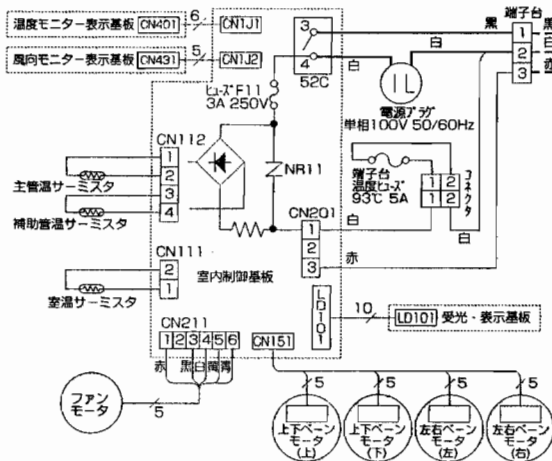 温度モニター表示基板 CN401 6 CN1J1
風向モニター表示基板 CN431 5 CN1J2
3
4
52C
黒
白
白
端子台
1 黒
2 白
3 赤
電源プラグ
単相100V 50/60Hz
ヒューズF11
3A 250V
CN112
1
2
3
4
主管温サーミスタ
補助管温サーミスタ
NR11
端子台
温度ヒューズ
93℃ 5A
1 2
1 2
コネクタ
CN201
1 白
2
3 赤
白
CN111
2
1
室温サーミスタ
室内制御基板
LD101
10
LD101 受光・表示基板
CN211
1 2 3 4 5 6
赤 黒 白 黄 青
CN151
ファン
モータ
5
5
5
5
5
上下ベーン
モータ
(上)
上下ベーン
モータ
(下)
左右ベーン
モータ
(左)
左右ベーン
モータ
(右)